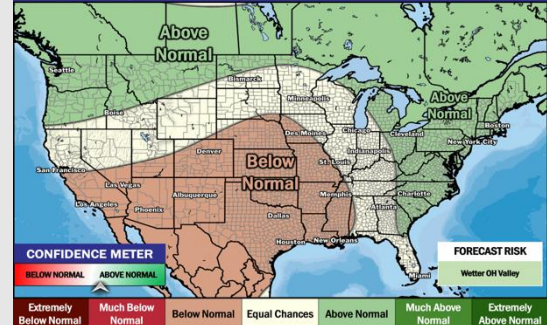 Above
Normal
Seattle
Bismarck
Minneapolis
Boise
Above
Normal
Boston
Chicago
Cleveland
New York City
Des Moines
Indianapolis
Denver
Below
Normal
St. Louis
San Francisco
Las Vegas
Albuquerque
Memphis
Charlotte
Los Angeles
Phoenix
Atlanta
Dallas
Houston
New Orleans
Miami
CONFIDENCE METER
BELOW NORMAL
ABOVE NORMAL
FORECAST RISK
Wetter OH Valley
Extremely
Below Normal
Much Below
Normal
Below Normal
Equal Chances
Above Normal
Much Above
Normal
Extremely
Above Normal